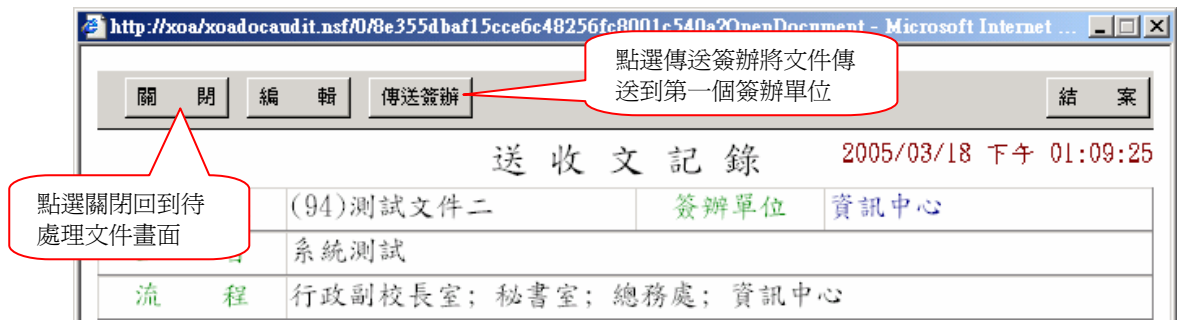 http://xoa/xoadocaudit.nsf/0/8e355dbaf15cce6c48256fc8001c540a?OpenDocument - Microsoft Internet ...
點選傳送簽辦將文件傳
送到第一個簽辦單位
關 閉 編 輯 傳送簽辦 結 案
送 收 文 記 錄 2005/03/18 下午 01:09:25
點選關閉回到待
處理文件畫面
(94)測試文件二 簽辦單位 資訊中心
系統測試
流 程 行政副校長室; 秘書室; 總務處; 資訊中心